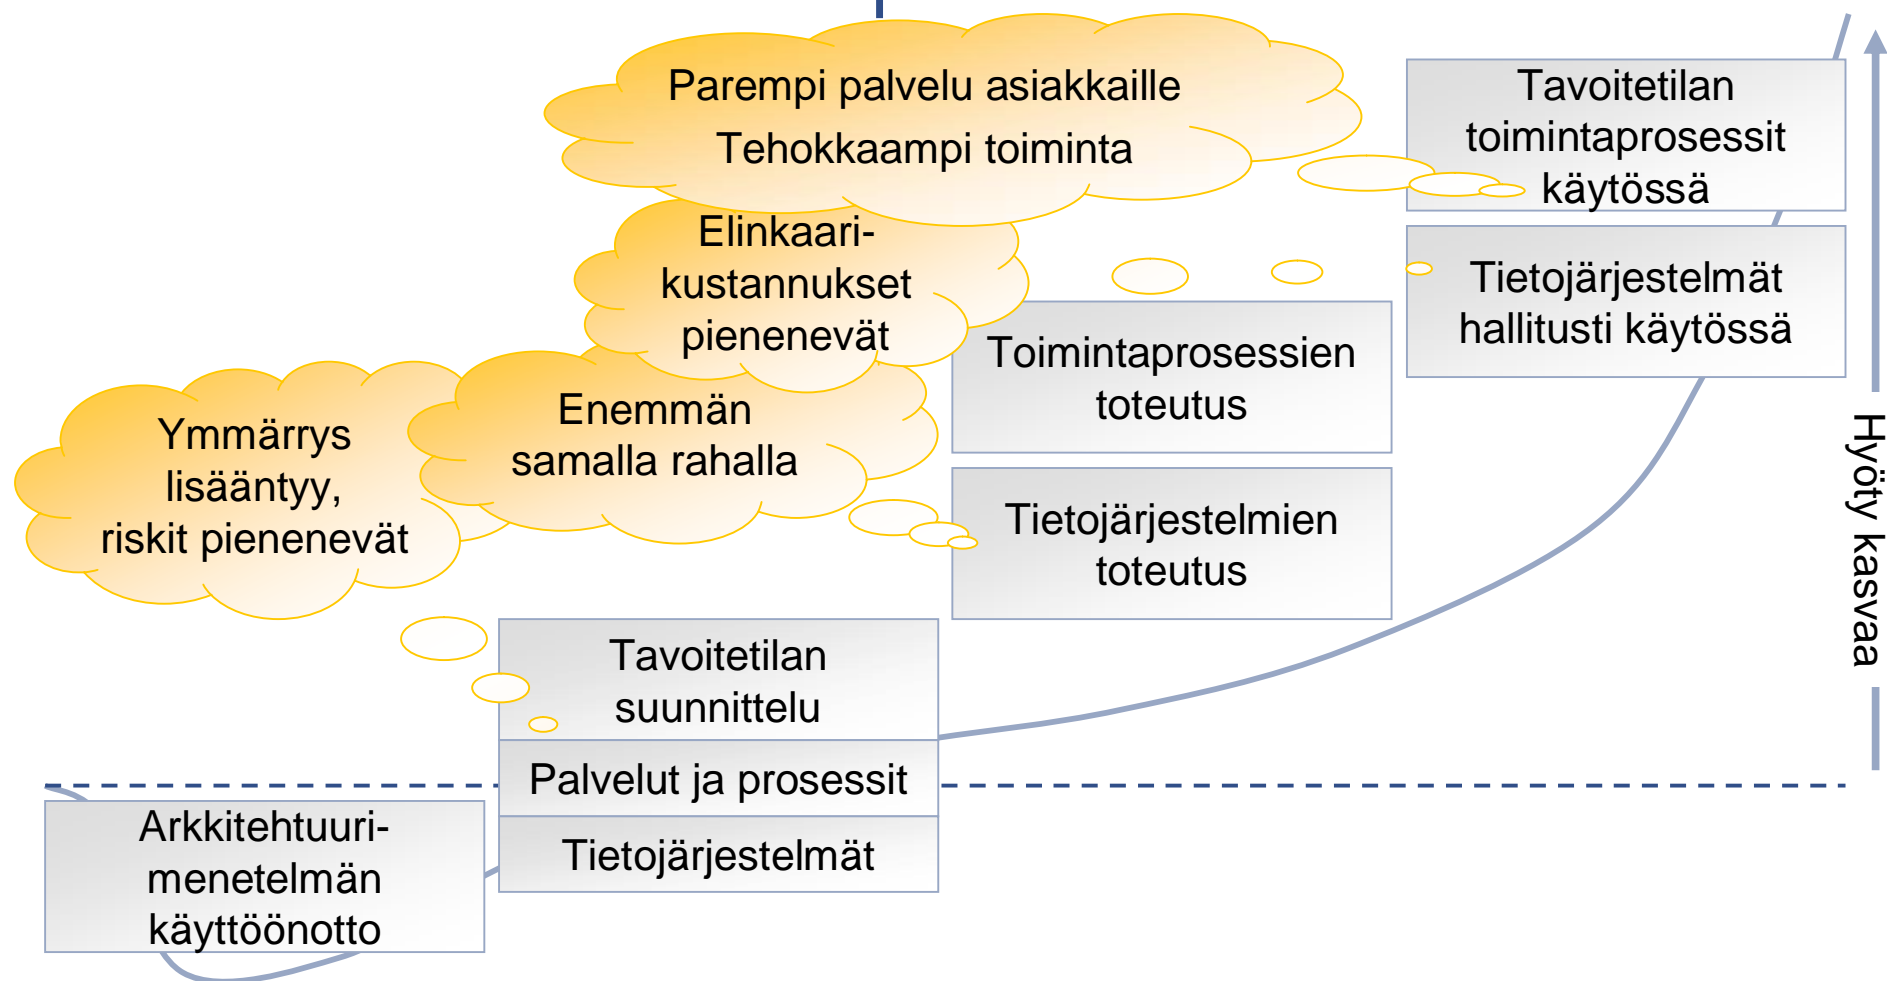 Parempi palvelu asiakkaille
Tehokkaampi toiminta
Tavoitetilan
toimintaprosessit
käytössä
Elinkaari-
kustannukset
pienenevät
Tietojärjestelmät
hallitusti käytössä
Toimintaprosessien
toteutus
Enemmän
samalla rahalla
Ymmärrys
lisääntyy,
riskit pienenevät
Tietojärjestelmien
toteutus
Hyöty kasvaa
Tavoitetilan
suunnittelu
Palvelut ja prosessit
Tietojärjestelmät
Arkkitehtuuri-
menetelmän
käyttöönotto